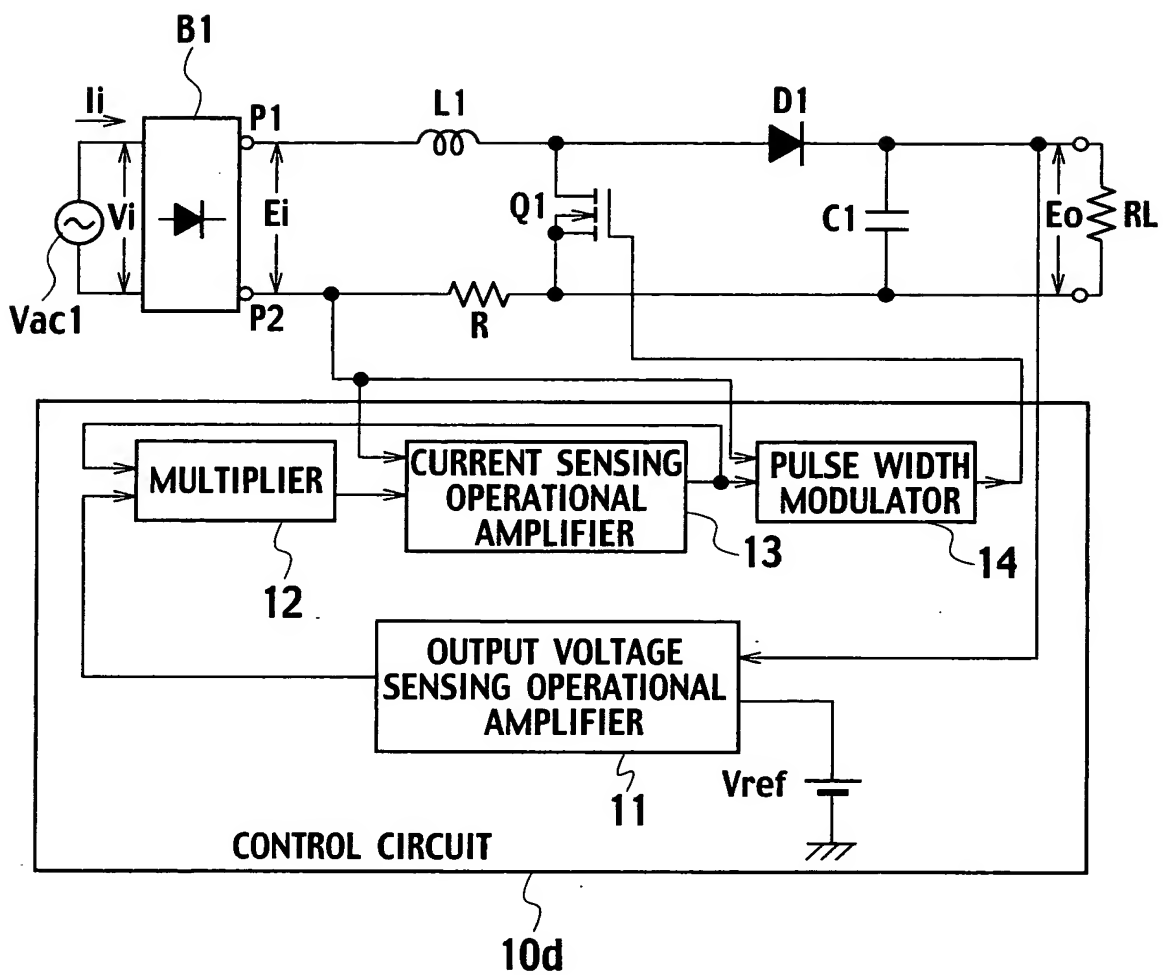 B1
Ii
P1
L1
D1
Vi
Ei
Q1
C1
Eo
RL
Vac1
P2
R
MULTIPLIER
CURRENT SENSING
OPERATIONAL
AMPLIFIER
PULSE WIDTH
MODULATOR
12
13
14
OUTPUT VOLTAGE
SENSING OPERATIONAL
AMPLIFIER
11
Vref
CONTROL CIRCUIT
10d